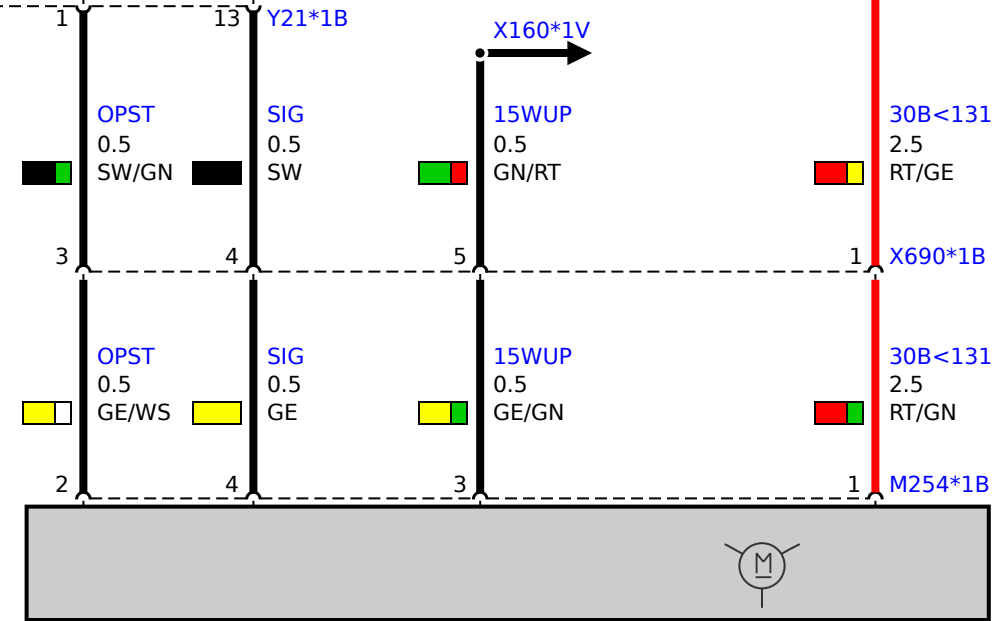 1
13 Y21*1B
X160*1V
OPST
0.5
SW/GN
SIG
0.5
SW
15WUP
0.5
GN/RT
30B<131
2.5
RT/GE
3
4
5
1 X690*1B
OPST
0.5
GE/WS
SIG
0.5
GE
15WUP
0.5
GE/GN
30B<131
2.5
RT/GN
2
4
3
1 M254*1B
M